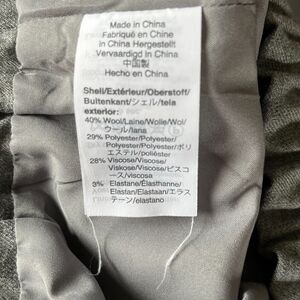 Made in China
Fabriqué en Chine
in China Hergestellt
Vervaardigd in China
中国製
Hecho en China
Shell/Extérieur/Oberstoff/
Buitenkant/シェル/tela
exterior:
40% Wool/Laine/Wolle/Wol/
ウール/lana
29% Polyester/Polyester/
Polyester/Polyester/ポリ
エステル/poliéster
28% Viscose/Viscose/
Viskose/Viscose/ビスコ
ース/viscosa
3% Elastane/Élasthanne/
Elastan/Elastaan/エラス
テーン/elastano